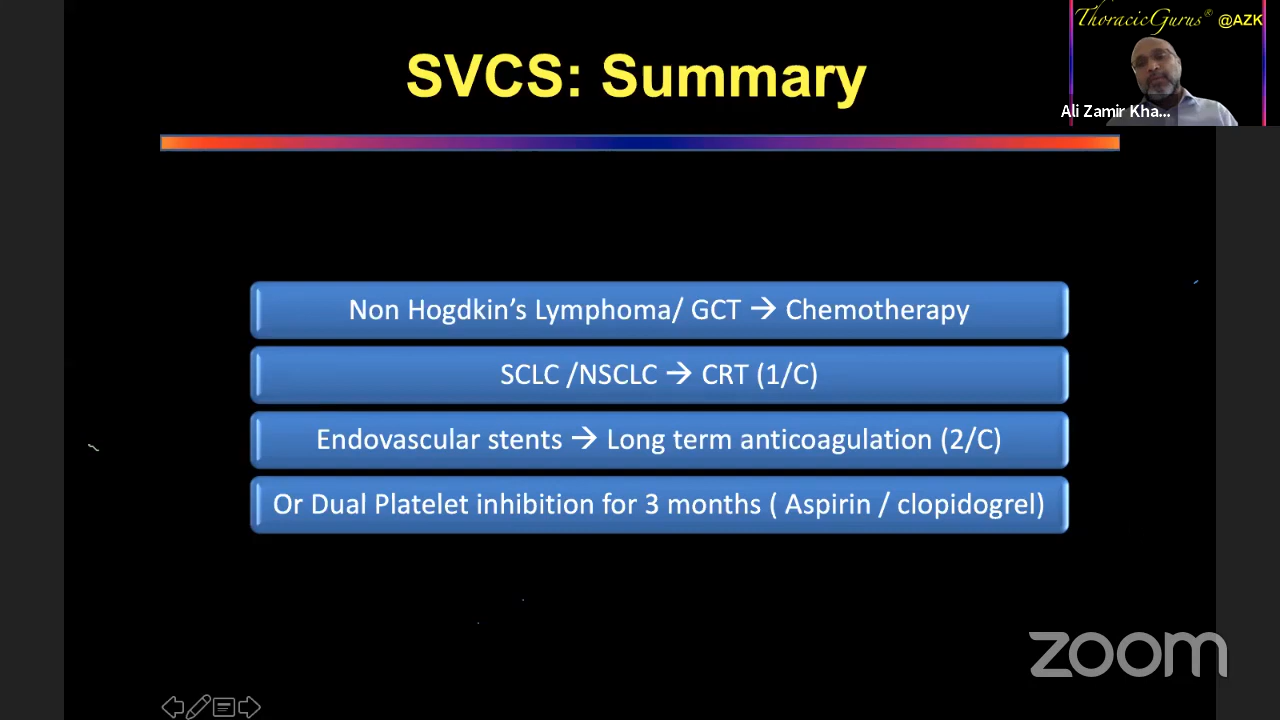 ThoracicGurus® @AZK
Ali Zamir Kha...
SVCS: Summary
Non Hogdkin’s Lymphoma/ GCT → Chemotherapy
SCLC /NSCLC → CRT (1/C)
Endovascular stents → Long term anticoagulation (2/C)
Or Dual Platelet inhibition for 3 months ( Aspirin / clopidogrel)
zoom